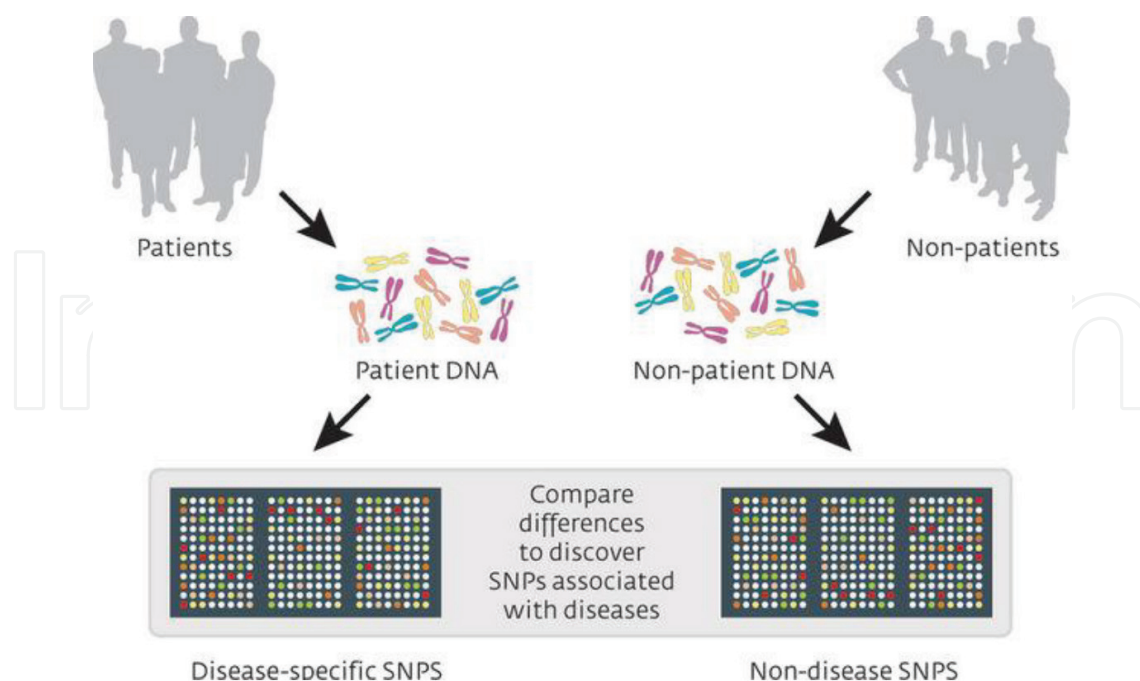 Patients
Non-patients
Patient DNA
Non-patient DNA
Compare
differences
to discover
SNPs associated
with diseases
Disease-specific SNPS
Non-disease SNPS